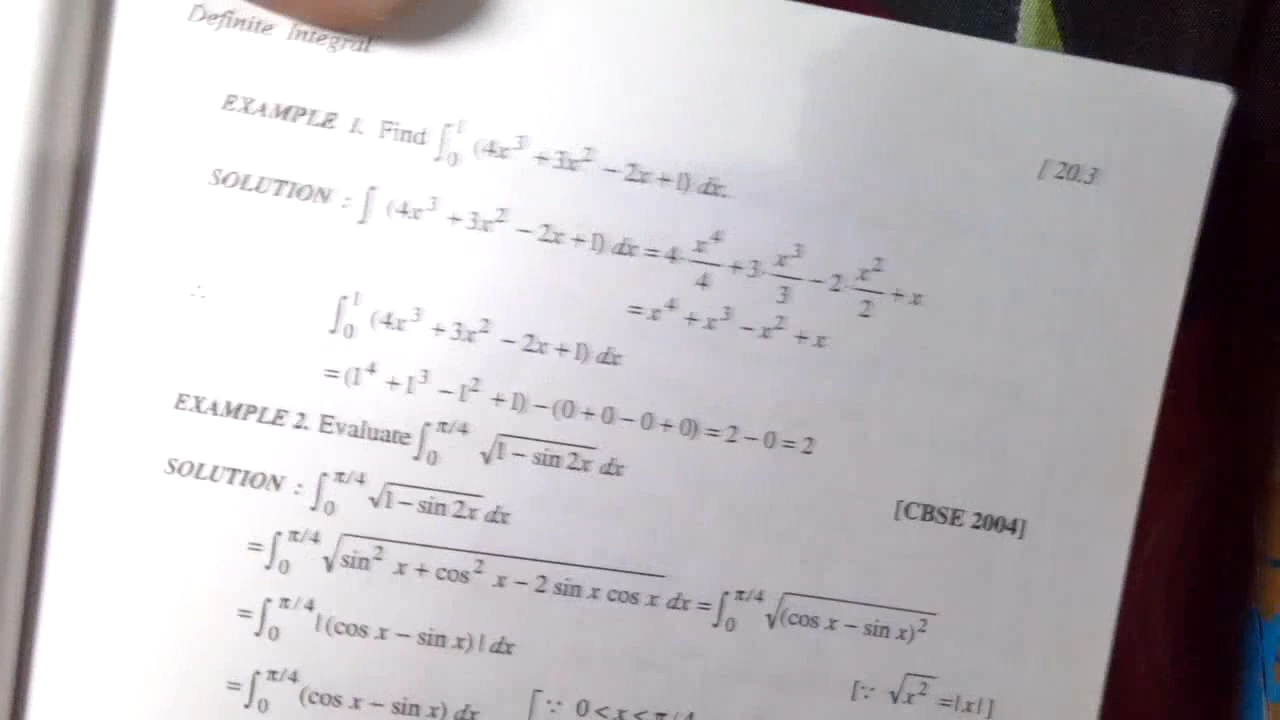 Definite Integral
[ 20.3
EXAMPLE 1. Find ∫₀¹ (4x³ + 3x² − 2x + 1) dx.
SOLUTION : ∫ (4x³ + 3x² − 2x + 1) dx = 4·x⁴/4 + 3·x³/3 − 2·x²/2 + x
= x⁴ + x³ − x² + x
∴ ∫₀¹ (4x³ + 3x² − 2x + 1) dx
= (1⁴ + 1³ − 1² + 1) − (0 + 0 − 0 + 0) = 2 − 0 = 2
EXAMPLE 2. Evaluate ∫₀^(π/4) √(1 − sin 2x) dx
[CBSE 2004]
SOLUTION : ∫₀^(π/4) √(1 − sin 2x) dx
= ∫₀^(π/4) √(sin² x + cos² x − 2 sin x cos x) dx = ∫₀^(π/4) √((cos x − sin x)²)
= ∫₀^(π/4) |(cos x − sin x)| dx [∵ √(x²) = |x|]
= ∫₀^(π/4) (cos x − sin x) dx [∵ 0 < x < π/4